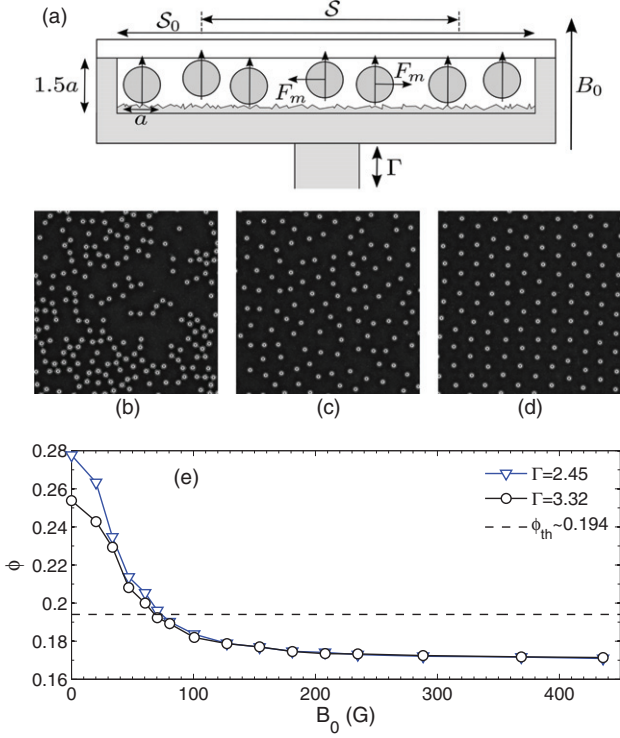 (a)
𝒮₀
𝒮
1.5a
Fₘ
Fₘ
a
B₀
Γ
(b)
(c)
(d)
(e)
0.28
0.26
0.24
0.22
0.2
0.18
0.16
ϕ
Γ=2.45
Γ=3.32
ϕth~0.194
0
100
200
300
400
B₀ (G)